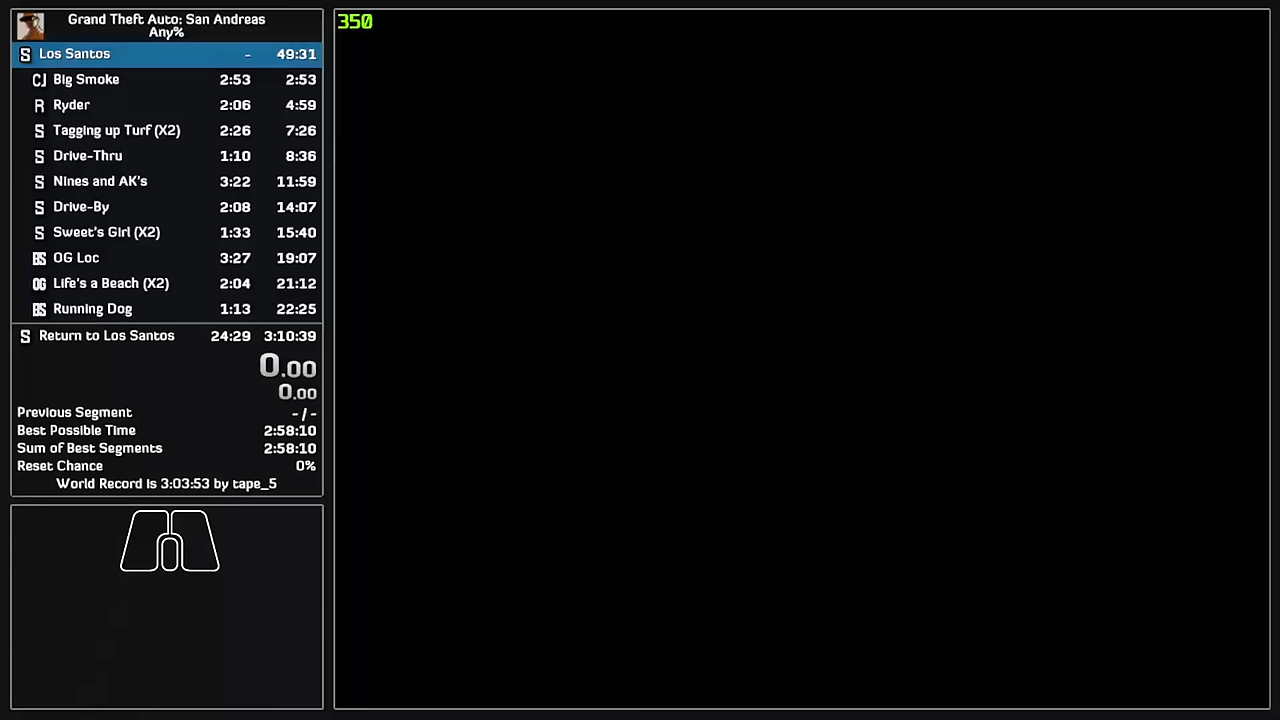 Grand Theft Auto: San Andreas
Any%
S Los Santos - 49:31
CJ Big Smoke 2:53 2:53
R Ryder 2:06 4:59
S Tagging up Turf (X2) 2:26 7:26
S Drive-Thru 1:10 8:36
S Nines and AK's 3:22 11:59
S Drive-By 2:08 14:07
S Sweet's Girl (X2) 1:33 15:40
BS OG Loc 3:27 19:07
OG Life's a Beach (X2) 2:04 21:12
BS Running Dog 1:13 22:25
S Return to Los Santos 24:29 3:10:39
0.00
0.00
Previous Segment - / -
Best Possible Time 2:58:10
Sum of Best Segments 2:58:10
Reset Chance 0%
World Record is 3:03:53 by tape_5
350